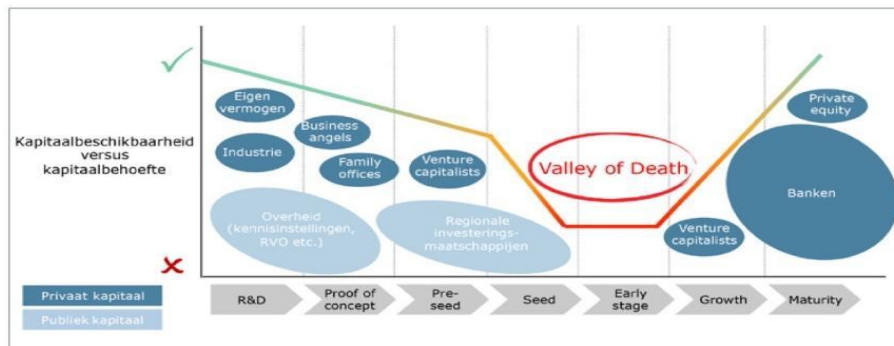 Kapitaalbeschikbaarheid
versus
kapitaalbehoefte
Eigen
vermogen
Business
angels
Industrie
Family
offices
Venture
capitalists
Overheid
(kennisinstellingen,
RVO etc.)
Regionale
investerings-
maatschappijen
Valley of Death
Venture
capitalists
Private
equity
Banken
Privaat kapitaal
Publiek kapitaal
R&D
Proof of
concept
Pre-
seed
Seed
Early
stage
Growth
Maturity